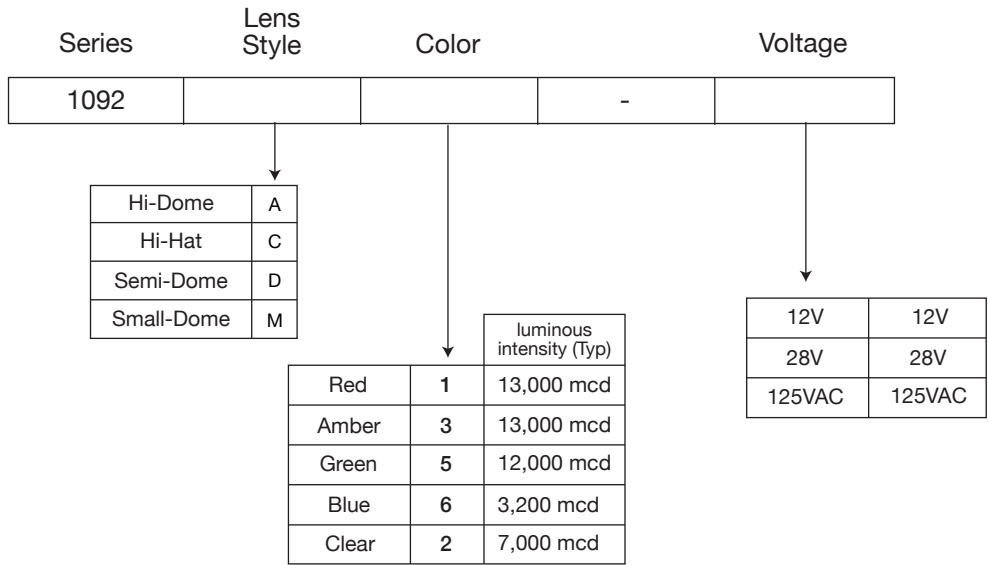 Series
Lens
Style
Color
Voltage
1092
-
Hi-Dome A
Hi-Hat C
Semi-Dome D
Small-Dome M
luminous
intensity (Typ)
Red 1 13,000 mcd
Amber 3 13,000 mcd
Green 5 12,000 mcd
Blue 6 3,200 mcd
Clear 2 7,000 mcd
12V 12V
28V 28V
125VAC 125VAC